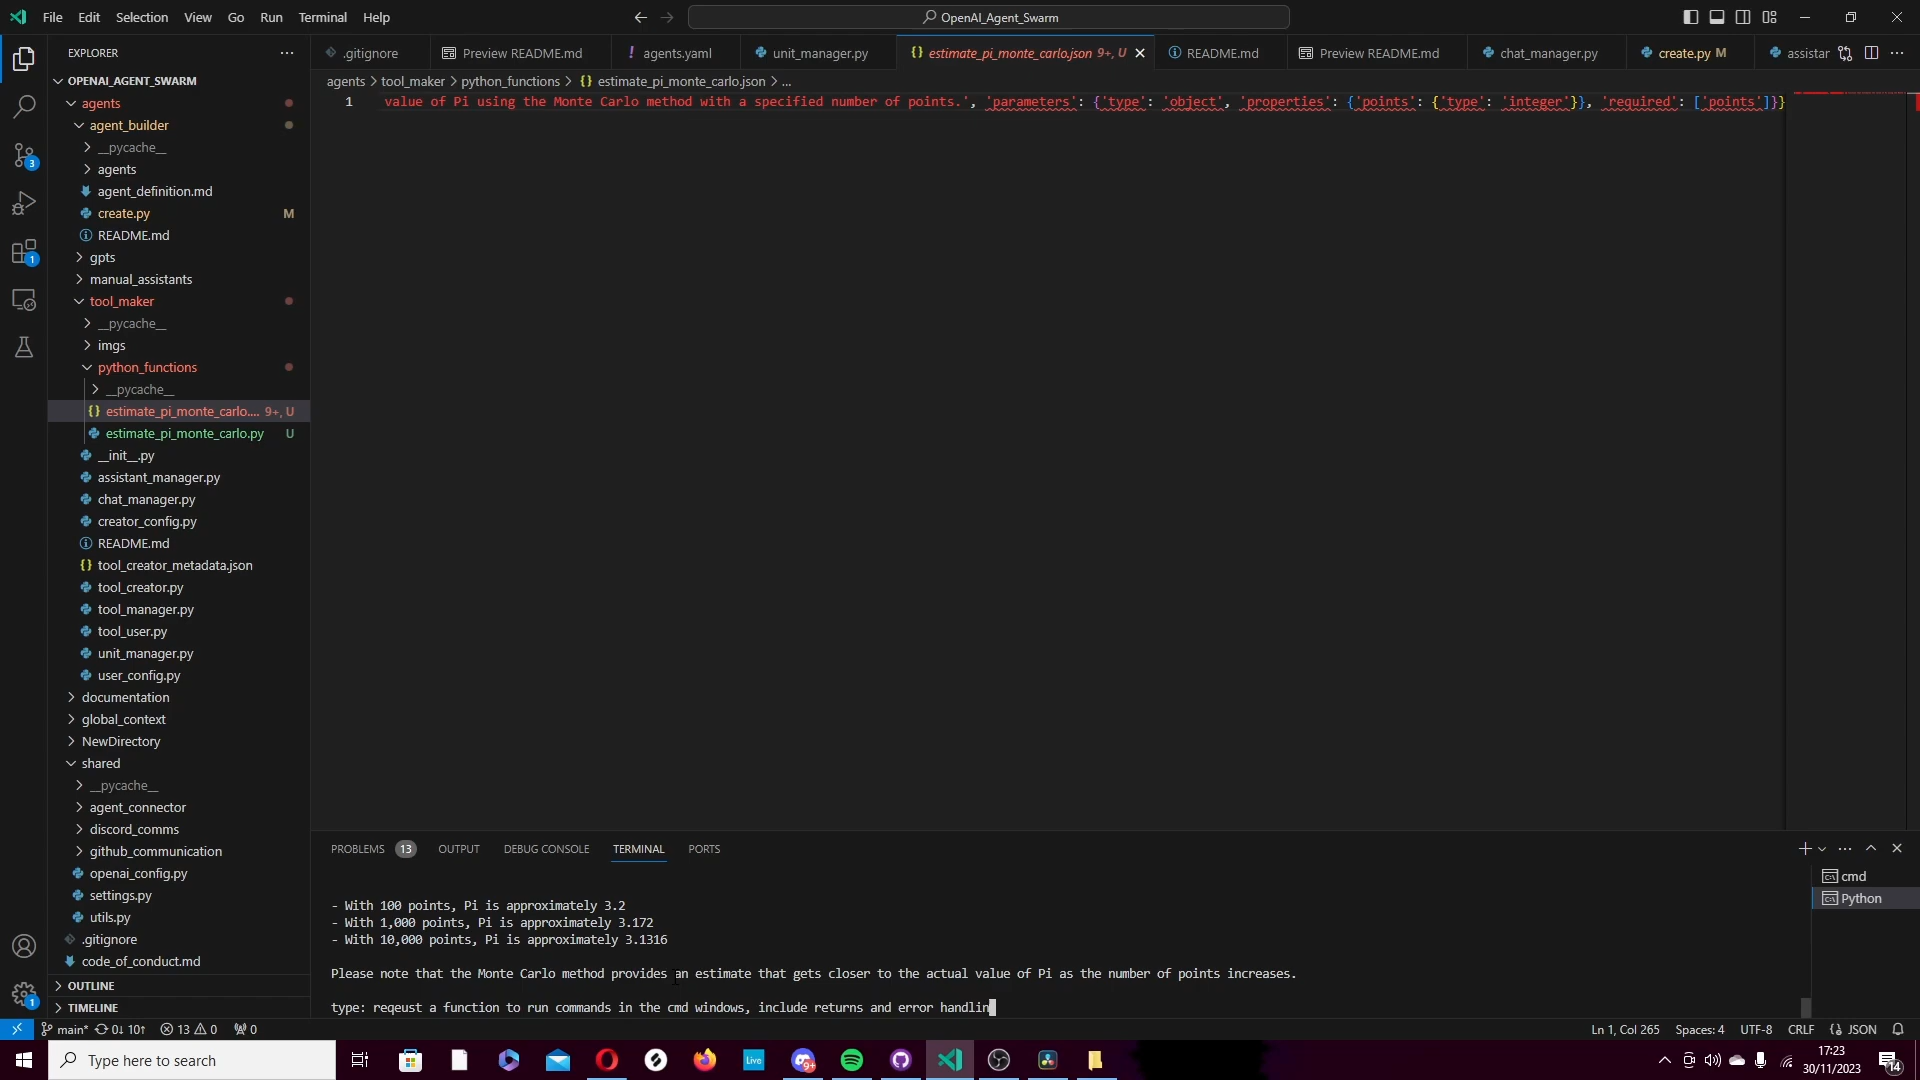 File Edit Selection View Go Run Terminal Help
OpenAI_Agent_Swarm
EXPLORER
.gitignore
Preview README.md
agents.yaml
unit_manager.py
estimate_pi_monte_carlo.json 9+, U
README.md
Preview README.md
chat_manager.py
create.py M
assistar
OPENAI_AGENT_SWARM
agents > tool_maker > python_functions > {} estimate_pi_monte_carlo.json > ...
1 value of Pi using the Monte Carlo method with a specified number of points.', 'parameters': {'type': 'object', 'properties': {'points': {'type': 'integer'}}, 'required': ['points']}}
agents
agent_builder
__pycache__
agents
agent_definition.md
create.py M
README.md
gpts
manual_assistants
tool_maker
__pycache__
imgs
python_functions
__pycache__
{} estimate_pi_monte_carlo.... 9+, U
estimate_pi_monte_carlo.py U
__init__.py
assistant_manager.py
chat_manager.py
creator_config.py
README.md
{} tool_creator_metadata.json
tool_creator.py
tool_manager.py
tool_user.py
unit_manager.py
user_config.py
documentation
global_context
NewDirectory
shared
__pycache__
agent_connector
discord_comms
github_communication
openai_config.py
settings.py
utils.py
.gitignore
code_of_conduct.md
OUTLINE
TIMELINE
3
1
1
PROBLEMS 13 OUTPUT DEBUG CONSOLE TERMINAL PORTS
cmd
Python
- With 100 points, Pi is approximately 3.2
- With 1,000 points, Pi is approximately 3.172
- With 10,000 points, Pi is approximately 3.1316
Please note that the Monte Carlo method provides an estimate that gets closer to the actual value of Pi as the number of points increases.
type: reqeust a function to run commands in the cmd windows, include returns and error handlin
main* 0↓ 10↑ 13 0 0
Ln 1, Col 265 Spaces: 4 UTF-8 CRLF {} JSON
Type here to search
Live
9+
17:23
30/11/2023
14